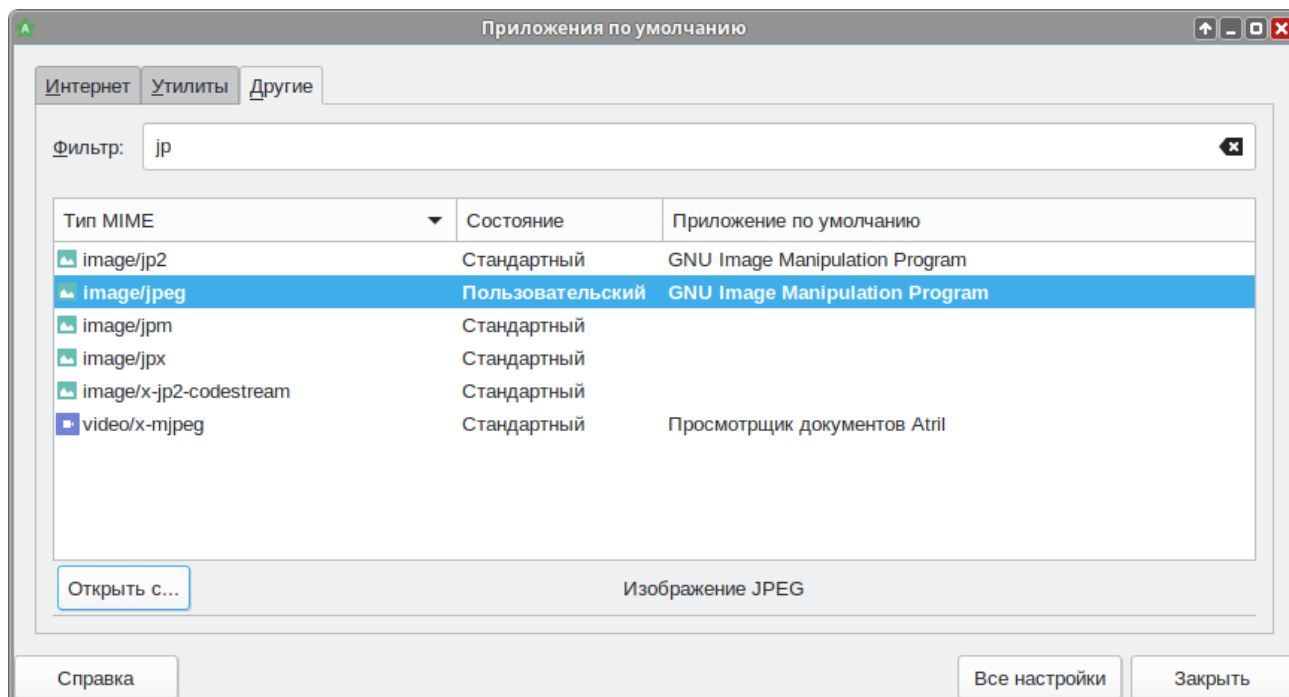 Приложения по умолчанию
Интернет Утилиты Другие
Фильтр: jp
Тип MIME Состояние Приложение по умолчанию
image/jp2 Стандартный GNU Image Manipulation Program
image/jpeg Пользовательский GNU Image Manipulation Program
image/jpm Стандартный
image/jpx Стандартный
image/x-jp2-codestream Стандартный
video/x-mjpeg Стандартный Просмотрщик документов Atril
Открыть с... Изображение JPEG
Справка Все настройки Закрыть